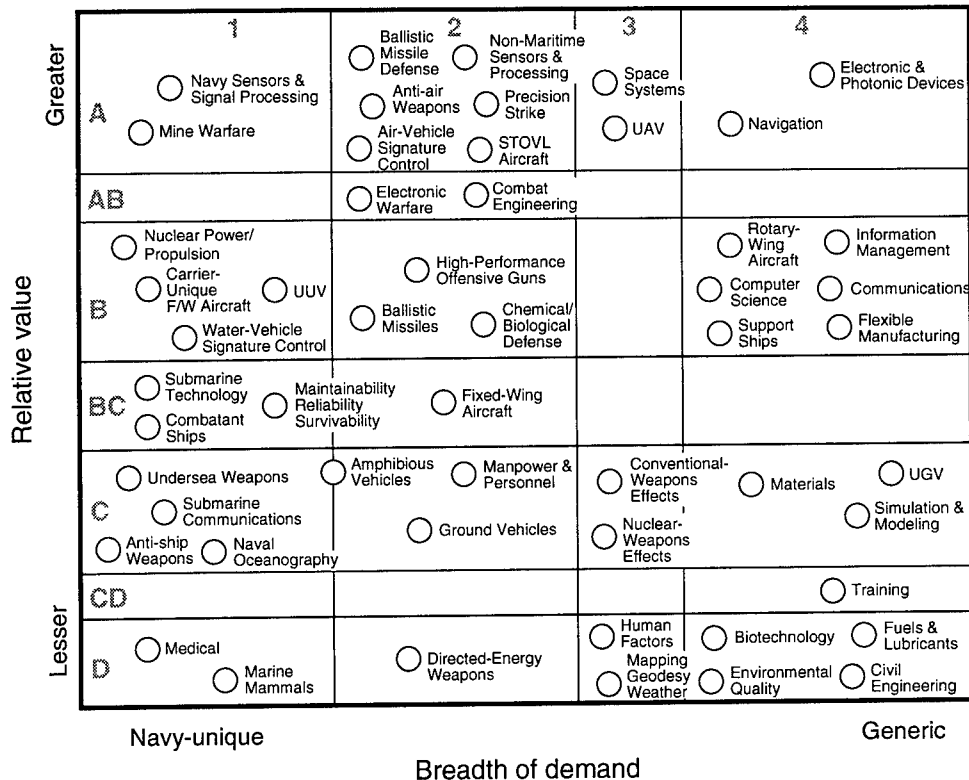 Greater
Relative value
Lesser
1
2
3
4
A
Navy Sensors &
Signal Processing
Mine Warfare
Ballistic
Missile
Defense
Non-Maritime
Sensors &
Processing
Anti-air
Weapons
Precision
Strike
Air-Vehicle
Signature
Control
STOVL
Aircraft
Space
Systems
UAV
Electronic &
Photonic Devices
Navigation
AB
Electronic
Warfare
Combat
Engineering
B
Nuclear Power/
Propulsion
Carrier-
Unique
F/W Aircraft
UUV
Water-Vehicle
Signature Control
High-Performance
Offensive Guns
Ballistic
Missiles
Chemical/
Biological
Defense
Rotary-
Wing
Aircraft
Information
Management
Computer
Science
Communications
Support
Ships
Flexible
Manufacturing
BC
Submarine
Technology
Combatant
Ships
Maintainability
Reliability
Survivability
Fixed-Wing
Aircraft
C
Undersea Weapons
Submarine
Communications
Anti-ship
Weapons
Naval
Oceanography
Amphibious
Vehicles
Manpower &
Personnel
Ground Vehicles
Conventional-
Weapons
Effects
Nuclear-
Weapons
Effects
Materials
UGV
Simulation &
Modeling
CD
Training
D
Medical
Marine
Mammals
Directed-Energy
Weapons
Human
Factors
Mapping
Geodesy
Weather
Biotechnology
Fuels &
Lubricants
Environmental
Quality
Civil
Engineering
Navy-unique
Generic
Breadth of demand